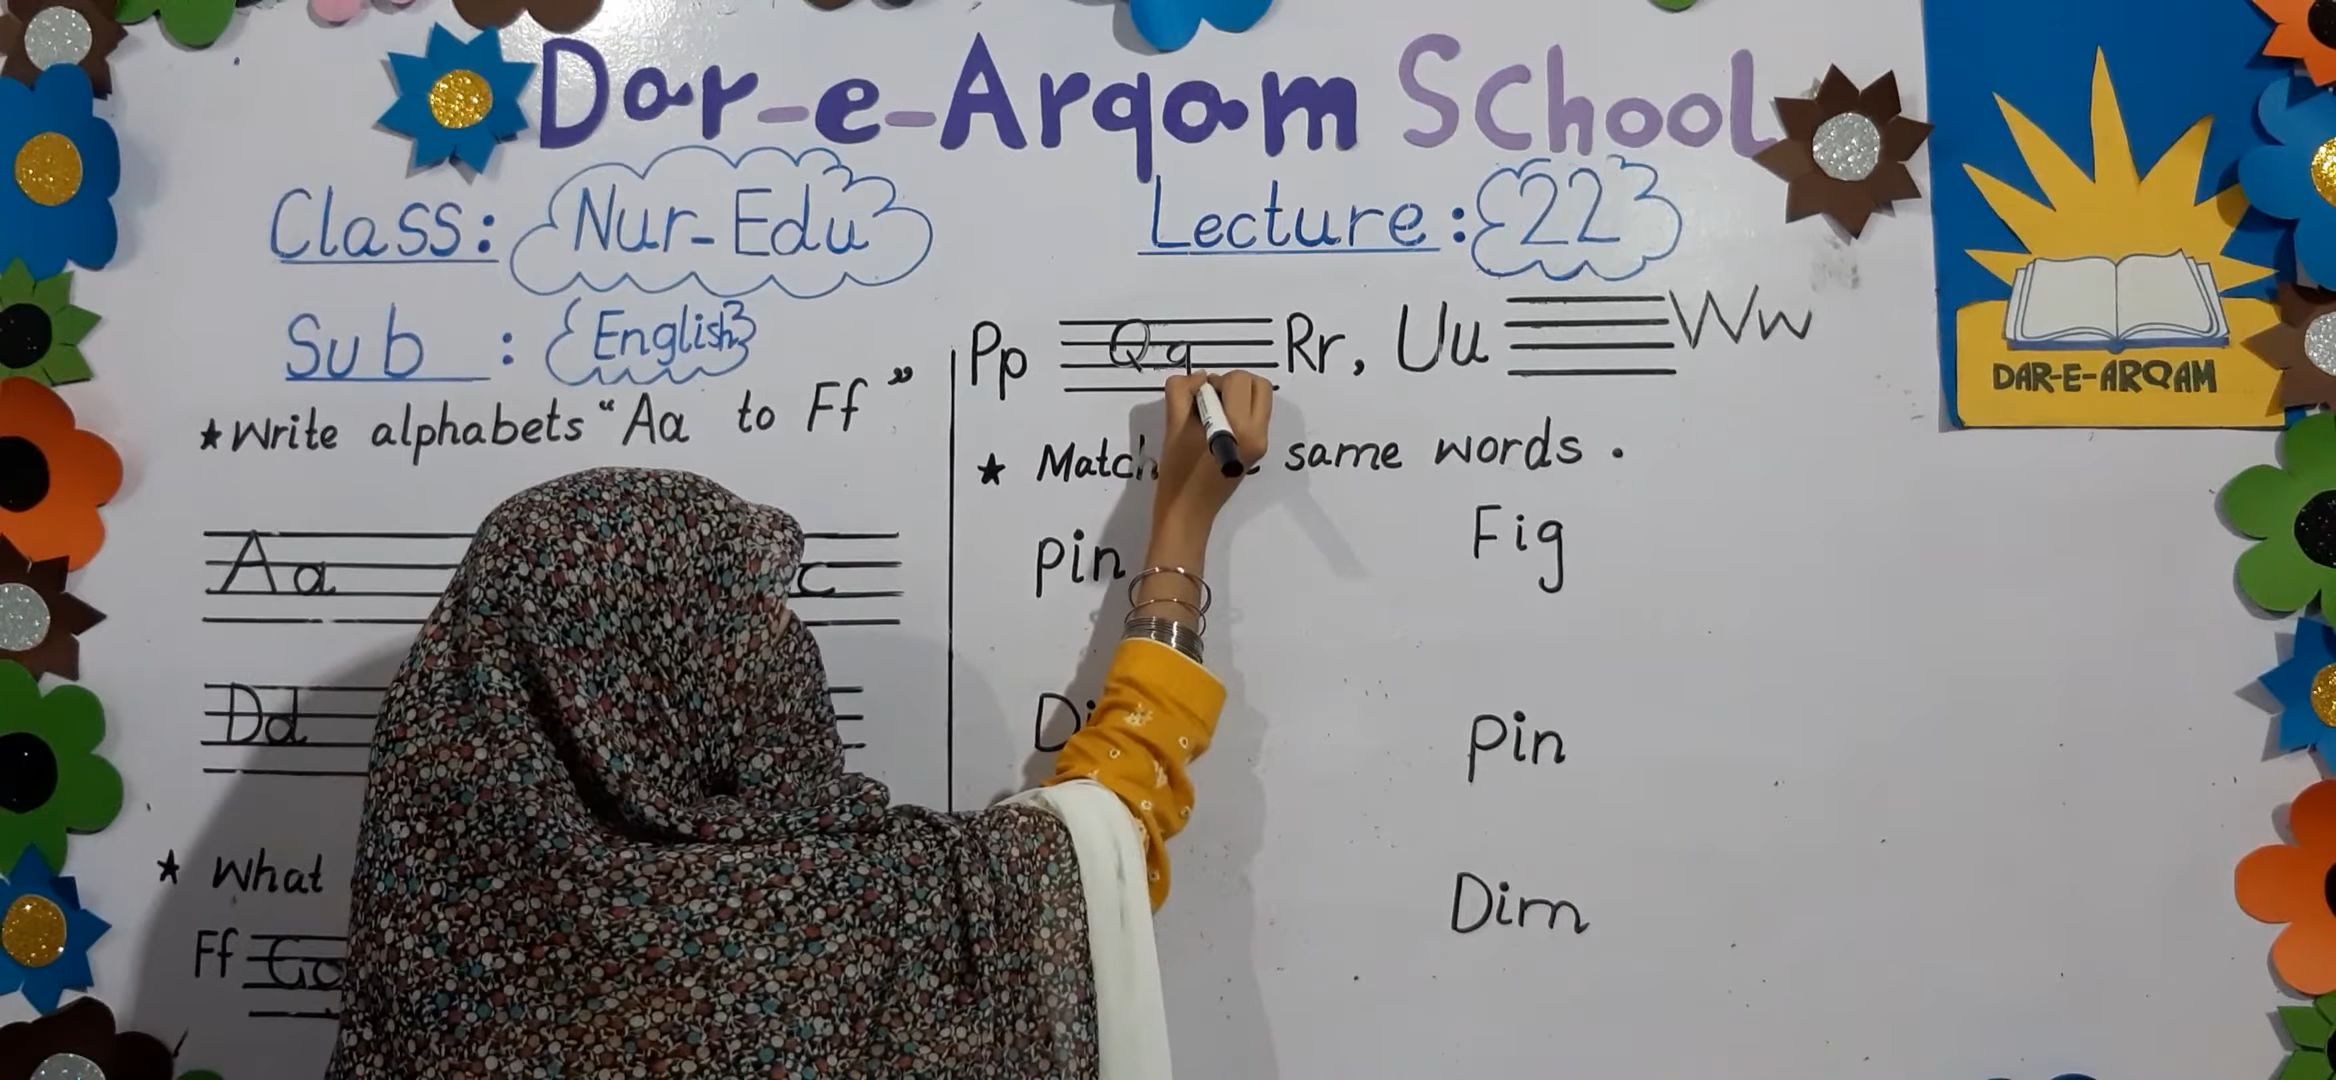 Dar-e-Arqam School
Class: Nur-Edu
Lecture: 22
Sub : English
DAR-E-ARQAM
★ Write alphabets "Aa to Ff"
Aa c
Dd
★ What
Ff G
Pp Qq Rr, Uu Ww
★ Match same words.
pin Fig
Di pin
Dim